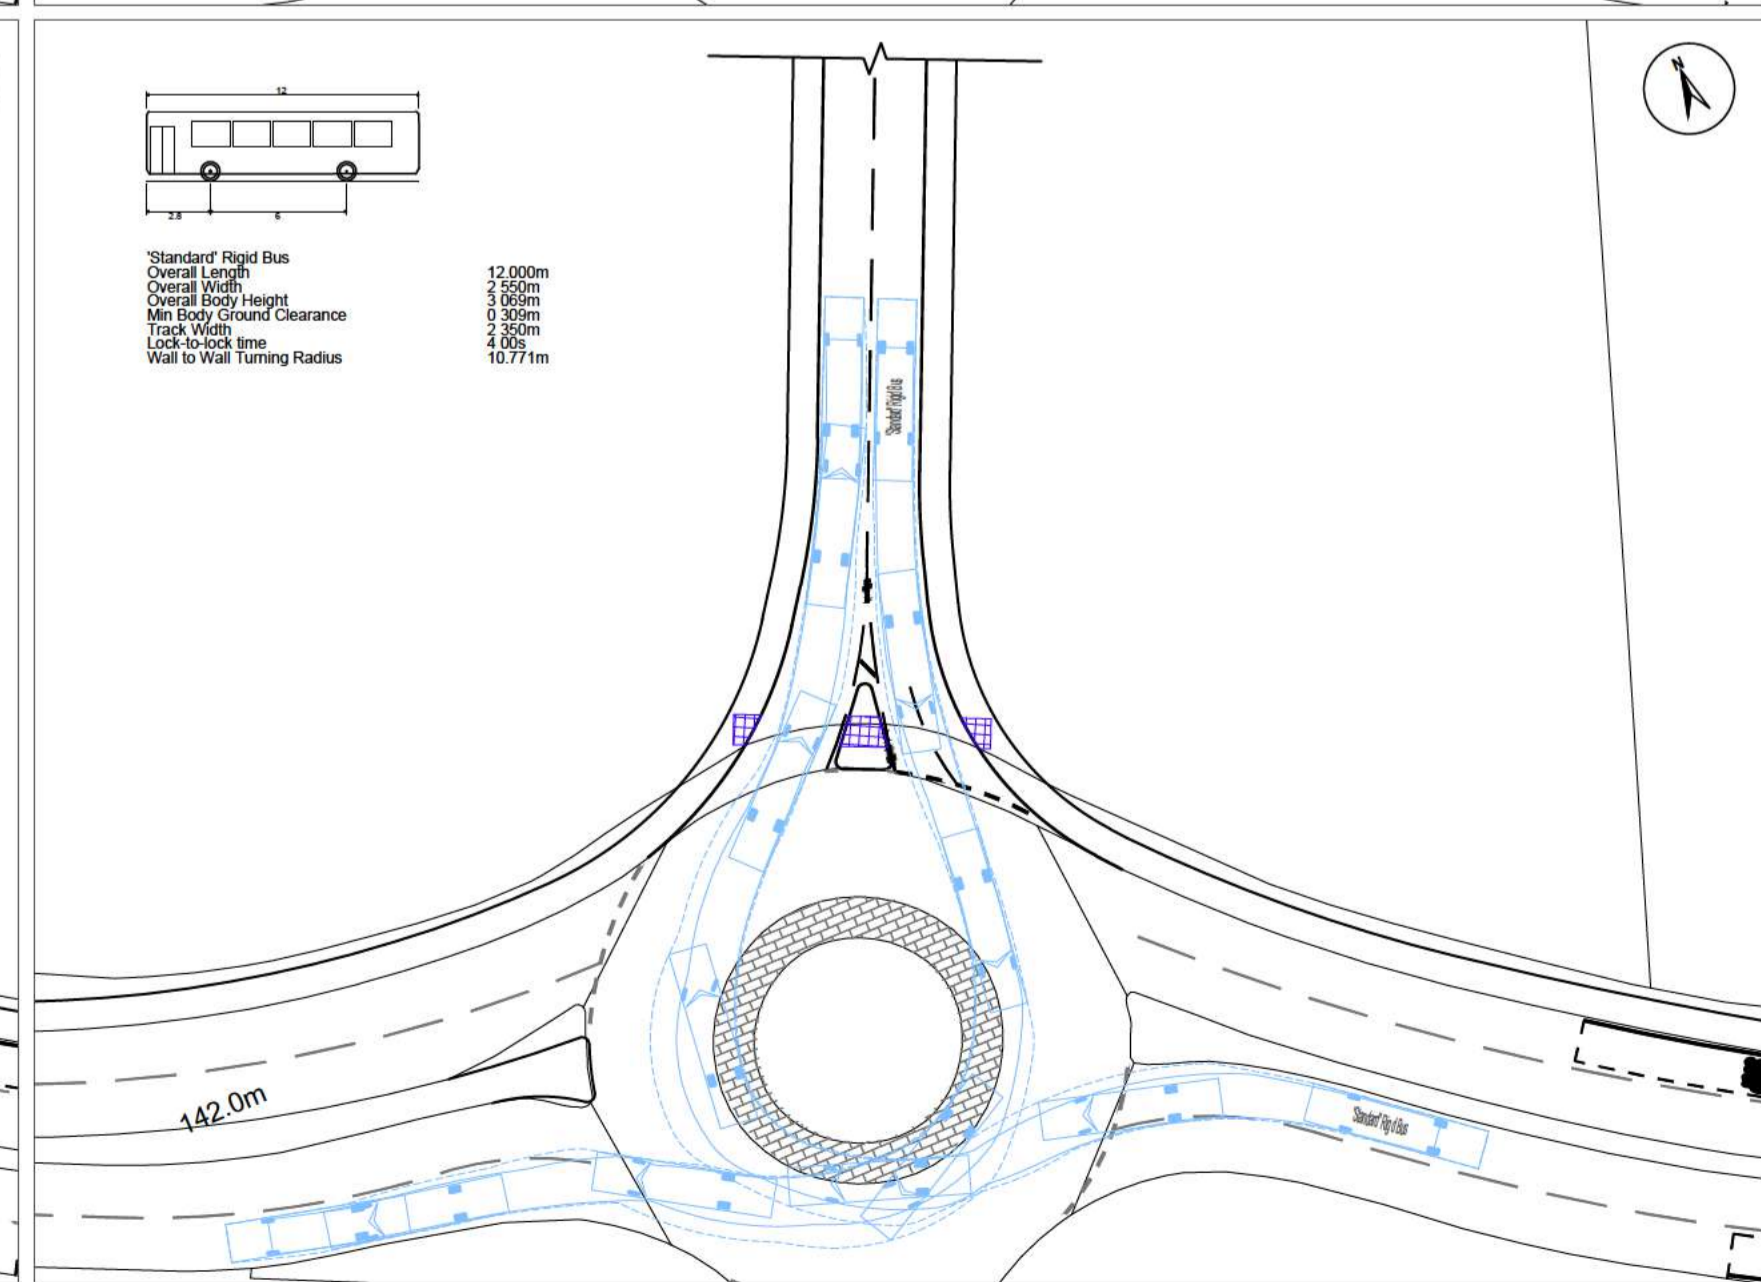 12
2.8
6
'Standard' Rigid Bus
Overall Length 12.000m
Overall Width 2 550m
Overall Body Height 3 069m
Min Body Ground Clearance 0 309m
Track Width 2 350m
Lock-to-lock time 4 00s
Wall to Wall Turning Radius 10.771m
N
'Standard' Rigid Bus
142.0m
'Standard' Rig d Bus